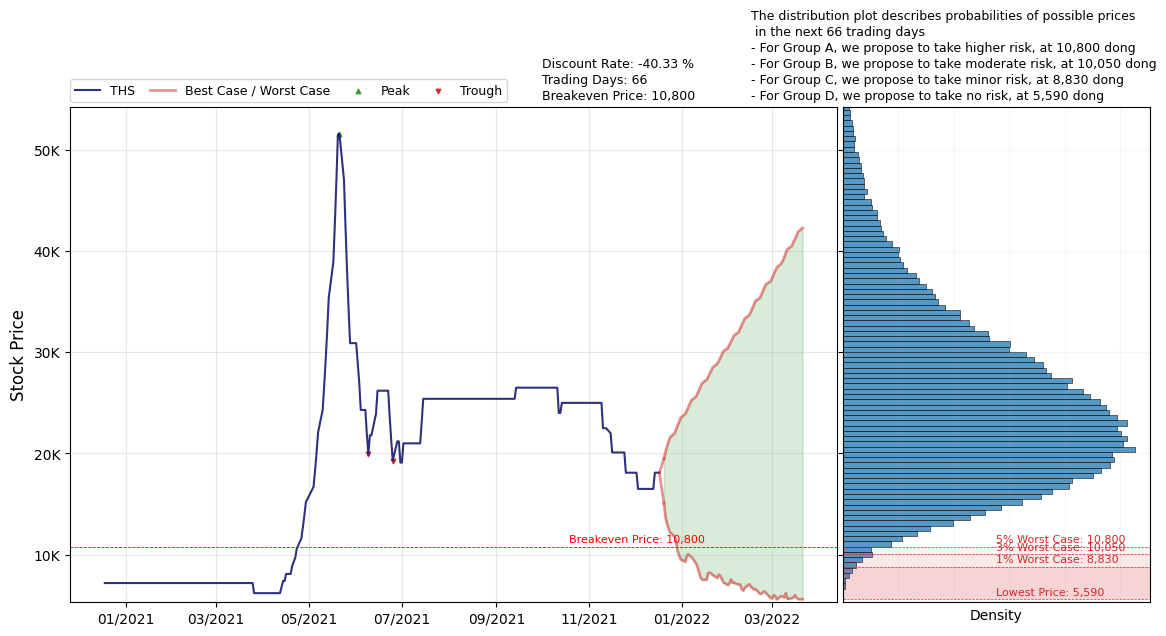 The distribution plot describes probabilities of possible prices
in the next 66 trading days
- For Group A, we propose to take higher risk, at 10,800 dong
- For Group B, we propose to take moderate risk, at 10,050 dong
- For Group C, we propose to take minor risk, at 8,830 dong
- For Group D, we propose to take no risk, at 5,590 dong
Discount Rate: -40.33 %
Trading Days: 66
Breakeven Price: 10,800
THS Best Case / Worst Case Peak Trough
Stock Price
50K
40K
30K
20K
10K
Breakeven Price: 10,800
5% Worst Case: 10,800
3% Worst Case: 10,050
1% Worst Case: 8,830
Lowest Price: 5,590
01/2021 03/2021 05/2021 07/2021 09/2021 11/2021 01/2022 03/2022
Density